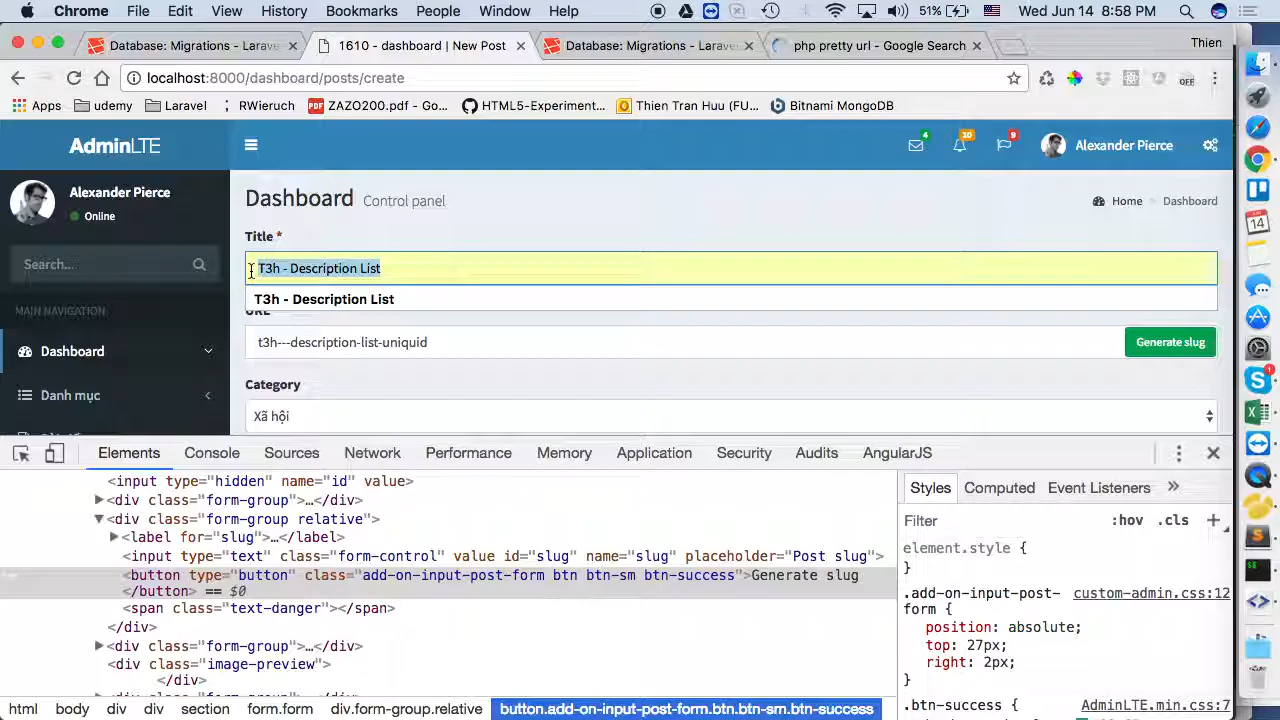 Chrome File Edit View History Bookmarks People Window Help 51% Wed Jun 14 8:58 PM
Database: Migrations - Larave × 1610 - dashboard | New Post × Database: Migrations - Larave × php pretty url - Google Search × Thien
localhost:8000/dashboard/posts/create OFF
Apps udemy Laravel RWieruch PDF ZAZO200.pdf - Go... HTML5-Experiment... Thien Tran Huu (FU... Bitnami MongoDB
AdminLTE 4 10 9 Alexander Pierce
Alexander Pierce
Online
Search...
MAIN NAVIGATION
Dashboard
Danh mục
Dashboard Control panel
Home Dashboard
Title *
T3h - Description List
T3h - Description List
URL
t3h---description-list-uniquid
Generate slug
Category
Xã hội
14
1
Elements Console Sources Network Performance Memory Application Security Audits AngularJS
<input type="hidden" name="id" value>
<div class="form-group">…</div>
<div class="form-group relative">
<label for="slug">…</label>
<input type="text" class="form-control" value id="slug" name="slug" placeholder="Post slug">
<button type="button" class="add-on-input-post-form btn btn-sm btn-success">Generate slug
</button> == $0
<span class="text-danger"></span>
</div>
<div class="form-group">…</div>
<div class="image-preview">
</div>
html body div div section form.form div.form-group.relative button.add-on-input-post-form.btn.btn-sm.btn-success
Styles Computed Event Listeners »
Filter :hov .cls +
element.style {
}
.add-on-input-post- custom-admin.css:12
form {
position: absolute;
top: 27px;
right: 2px;
}
.btn-success { AdminLTE.min.css:7